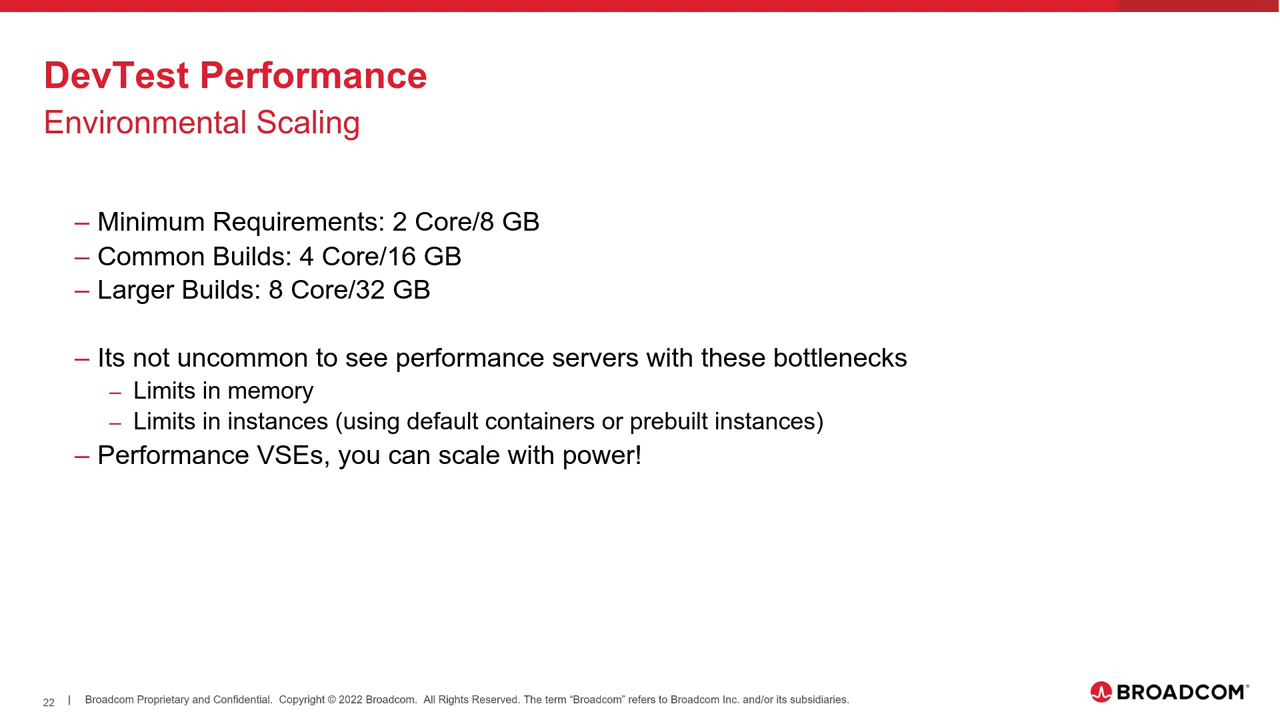 DevTest Performance
Environmental Scaling
– Minimum Requirements: 2 Core/8 GB
– Common Builds: 4 Core/16 GB
– Larger Builds: 8 Core/32 GB
– Its not uncommon to see performance servers with these bottlenecks
– Limits in memory
– Limits in instances (using default containers or prebuilt instances)
– Performance VSEs, you can scale with power!
22 | Broadcom Proprietary and Confidential. Copyright © 2022 Broadcom. All Rights Reserved. The term “Broadcom” refers to Broadcom Inc. and/or its subsidiaries.
BROADCOM®